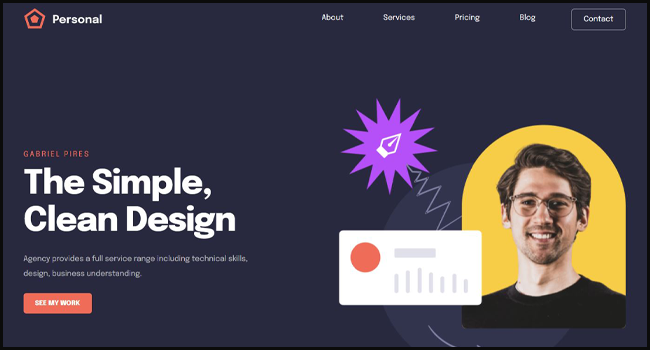 Personal
About
Services
Pricing
Blog
Contact
GABRIEL PIRES
The Simple,
Clean Design
Agency provides a full service range including technical skills,
design, business understanding.
SEE MY WORK